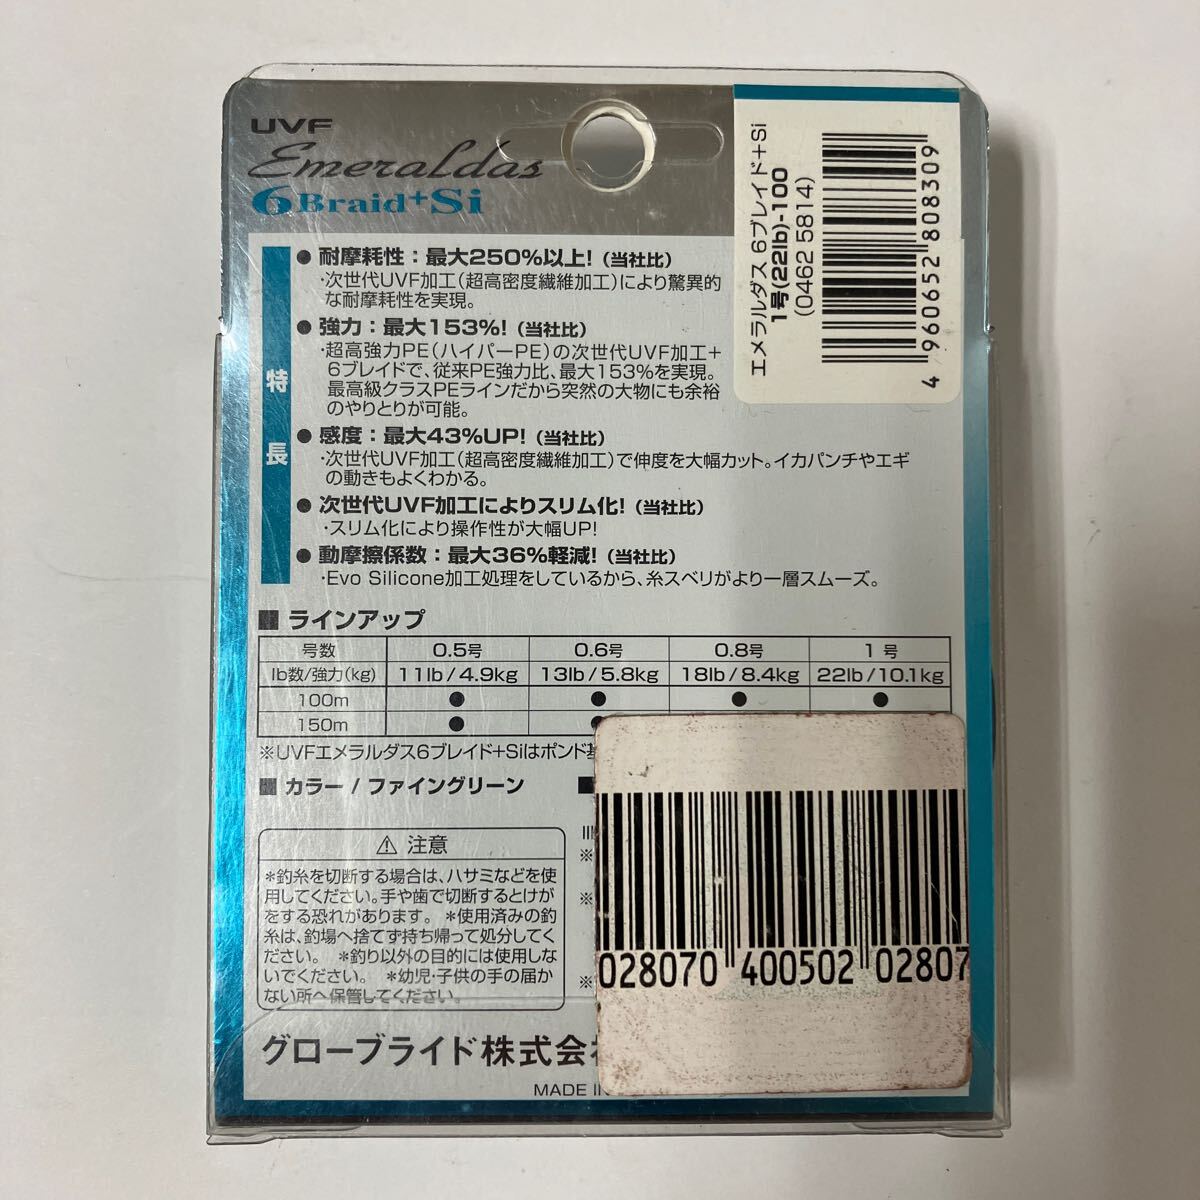 UVF
Emeraldas
6Braid+Si
エメラルダス 6ブレイド+Si
1号(22lb)-100
(0462 5814)
4 960652 808309
特長
● 耐摩耗性：最大250%以上!（当社比）
･次世代UVF加工（超高密度繊維加工）により驚異的
な耐摩耗性を実現。
● 強力：最大153%!（当社比）
･超高強力PE（ハイパーPE）の次世代UVF加工+
6ブレイドで、従来PE強力比、最大153%を実現。
最高級クラスPEラインだから突然の大物にも余裕
のやりとりが可能。
● 感度：最大43%UP!（当社比）
･次世代UVF加工（超高密度繊維加工）で伸度を大幅カット。イカパンチやエギ
の動きもよくわかる。
● 次世代UVF加工によりスリム化!（当社比）
･スリム化により操作性が大幅UP!
● 動摩擦係数：最大36%軽減!（当社比）
･Evo Silicone加工処理をしているから、糸スベリがより一層スムーズ。
■ ラインアップ
号数 0.5号 0.6号 0.8号 1号
lb数/強力(kg) 11lb/4.9kg 13lb/5.8kg 18lb/8.4kg 22lb/10.1kg
100m ● ● ● ●
150m ● ●
※UVFエメラルダス6ブレイド+Siはポンド基
■ カラー / ファイングリーン
⚠ 注意
＊釣糸を切断する場合は、ハサミなどを使
用してください。手や歯で切断するとけが
をする恐れがあります。＊使用済みの釣
糸は、釣場へ捨てず持ち帰って処分してく
ださい。＊釣り以外の目的には使用しな
いでください。＊幼児・子供の手の届か
ない所へ保管してください。
※
※
※
028070 400502 02807
グローブライド株式会
MADE IN